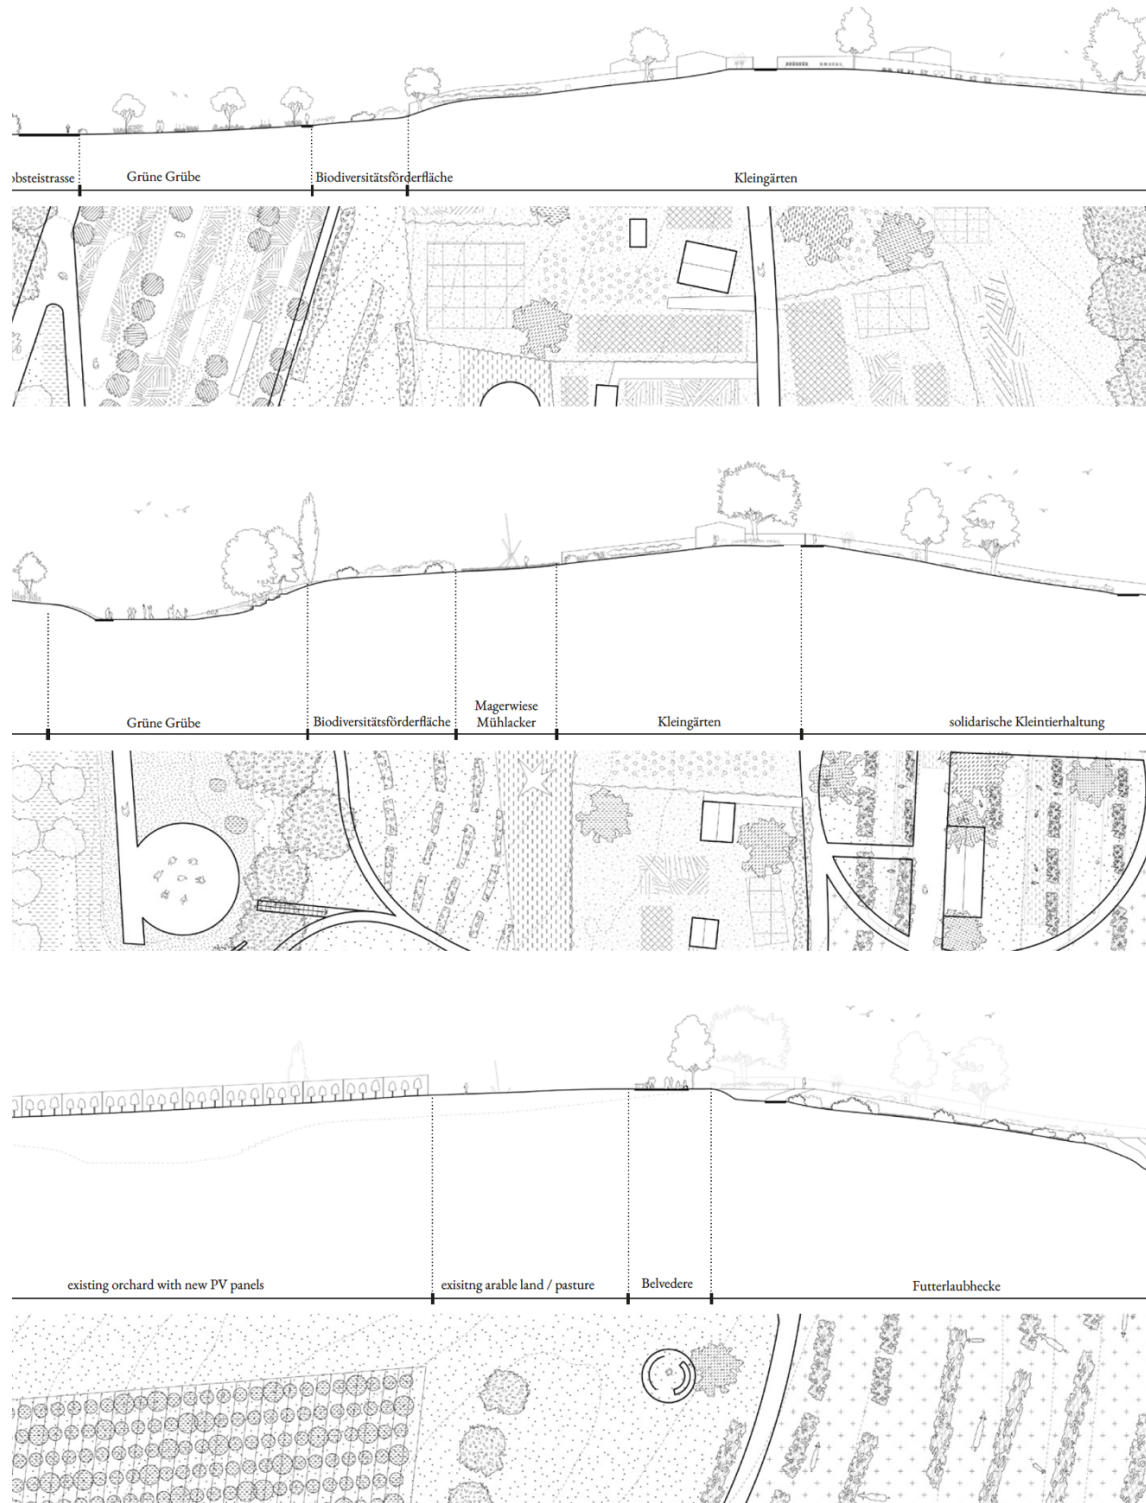 obsteistrasse
Grüne Grübe
Biodiversitätsförderfläche
Kleingärten
Grüne Grübe
Biodiversitätsförderfläche
Magerwiese
Mühlacker
Kleingärten
solidarische Kleintierhaltung
existing orchard with new PV panels
exisitng arable land / pasture
Belvedere
Futterlaubhecke